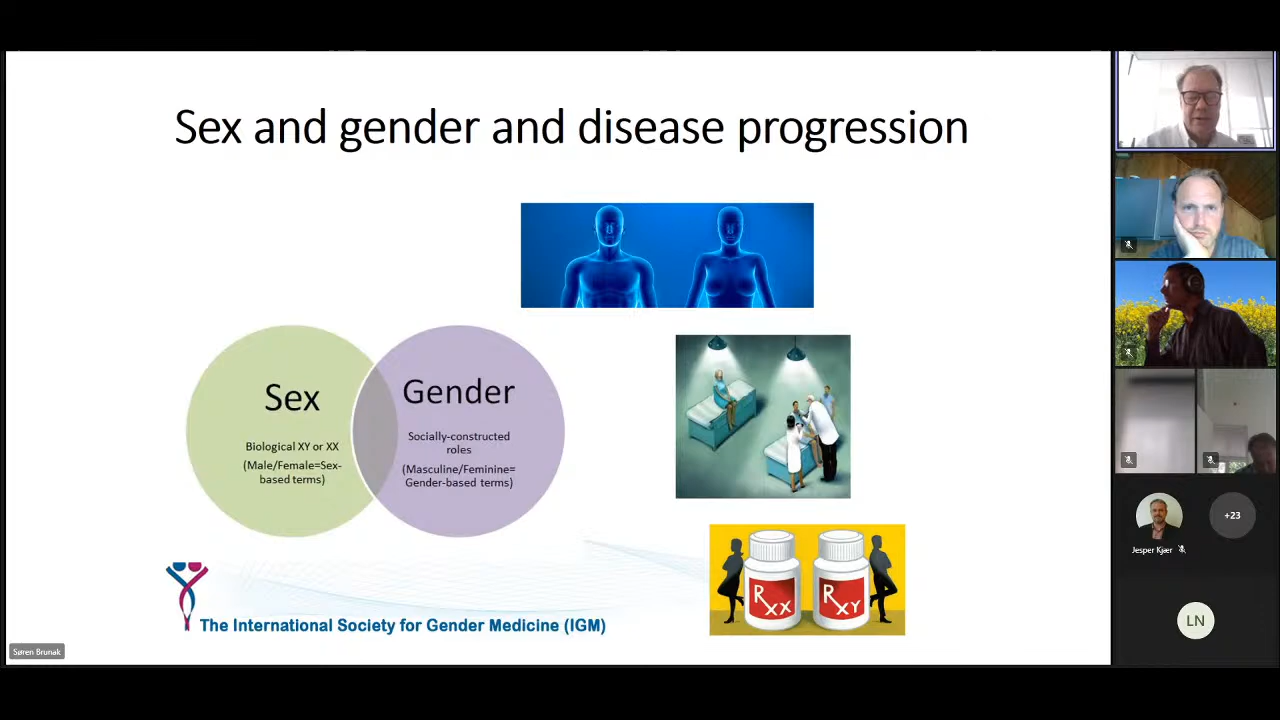 Sex and gender and disease progression
Sex
Biological XY or XX
(Male/Female=Sex-
based terms)
Gender
Socially-constructed
roles
(Masculine/Feminine=
Gender-based terms)
RXX
RXY
The International Society for Gender Medicine (IGM)
Søren Brunak
+23
Jesper Kjær
LN